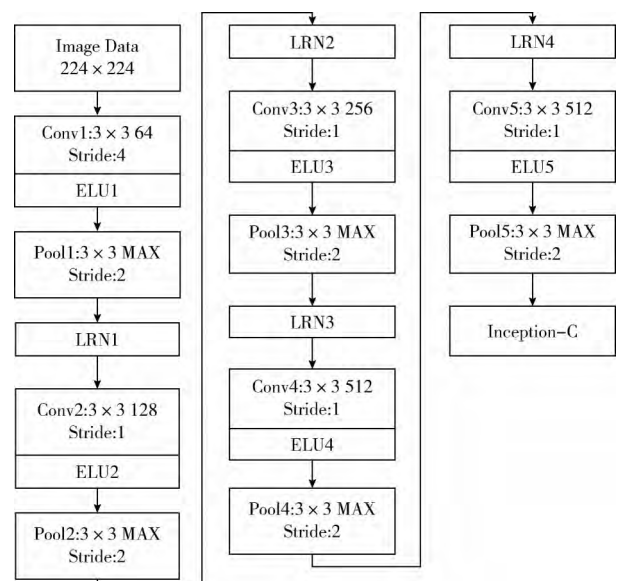 Image Data
224 × 224
Conv1:3 × 3 64
Stride:4
ELU1
Pool1:3 × 3 MAX
Stride:2
LRN1
Conv2:3 × 3 128
Stride:1
ELU2
Pool2:3 × 3 MAX
Stride:2
LRN2
Conv3:3 × 3 256
Stride:1
ELU3
Pool3:3 × 3 MAX
Stride:2
LRN3
Conv4:3 × 3 512
Stride:1
ELU4
Pool4:3 × 3 MAX
Stride:2
LRN4
Conv5:3 × 3 512
Stride:1
ELU5
Pool5:3 × 3 MAX
Stride:2
Inception-C